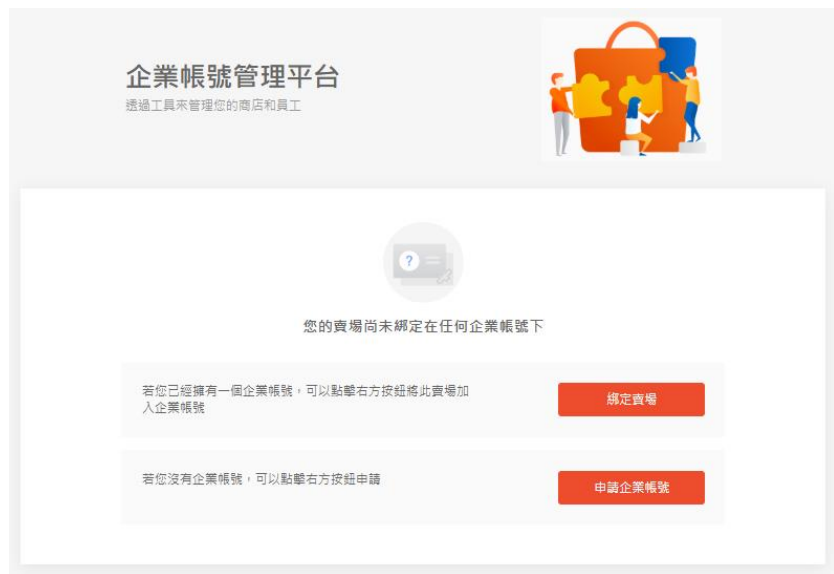 企業帳號管理平台
透過工具來管理您的商店和員工
?
您的賣場尚未綁定在任何企業帳號下
若您已經擁有一個企業帳號，可以點擊右方按鈕將此賣場加
入企業帳號
綁定賣場
若您沒有企業帳號，可以點擊右方按鈕申請
申請企業帳號